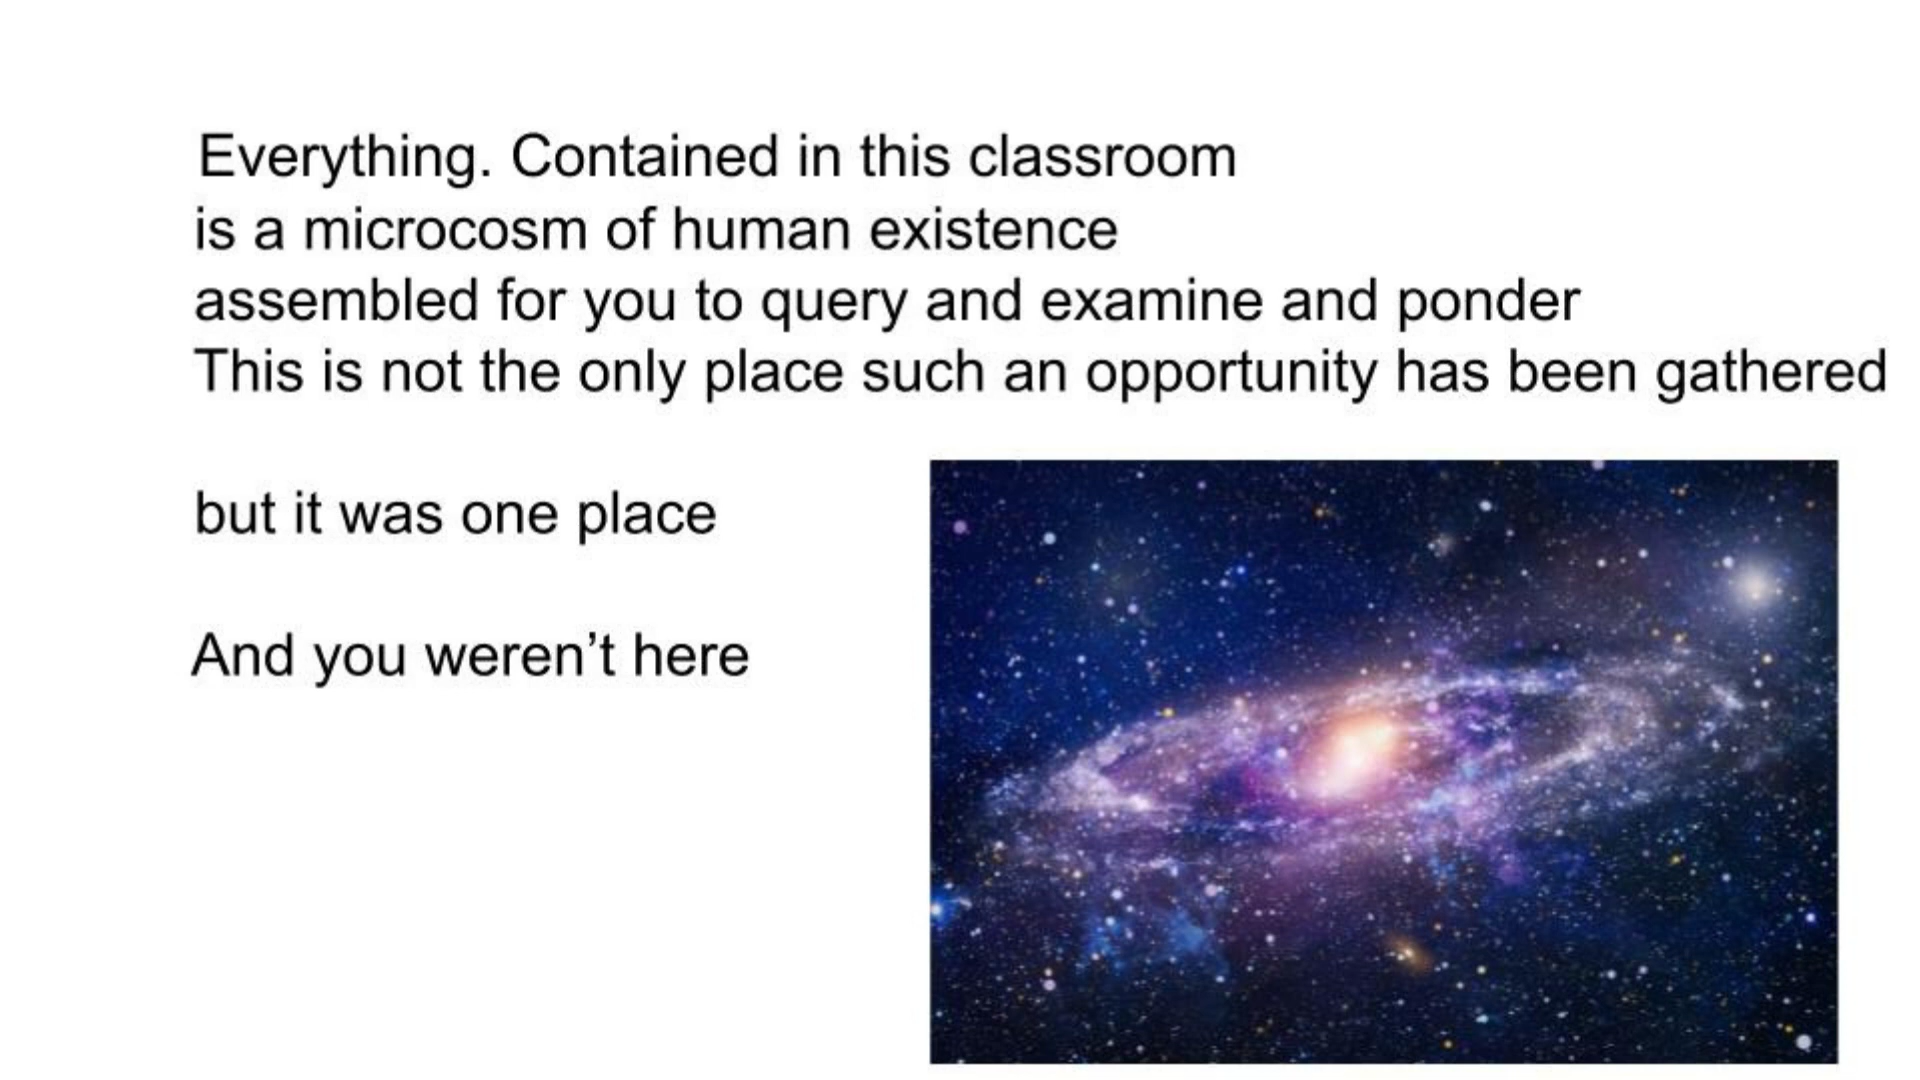 Everything. Contained in this classroom
is a microcosm of human existence
assembled for you to query and examine and ponder
This is not the only place such an opportunity has been gathered
but it was one place
And you weren’t here